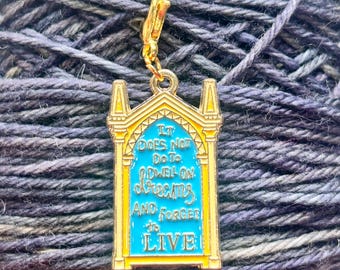 IT
DOES NOT
DO TO
DWELL ON
DREAMS
AND FORGET
TO
LIVE